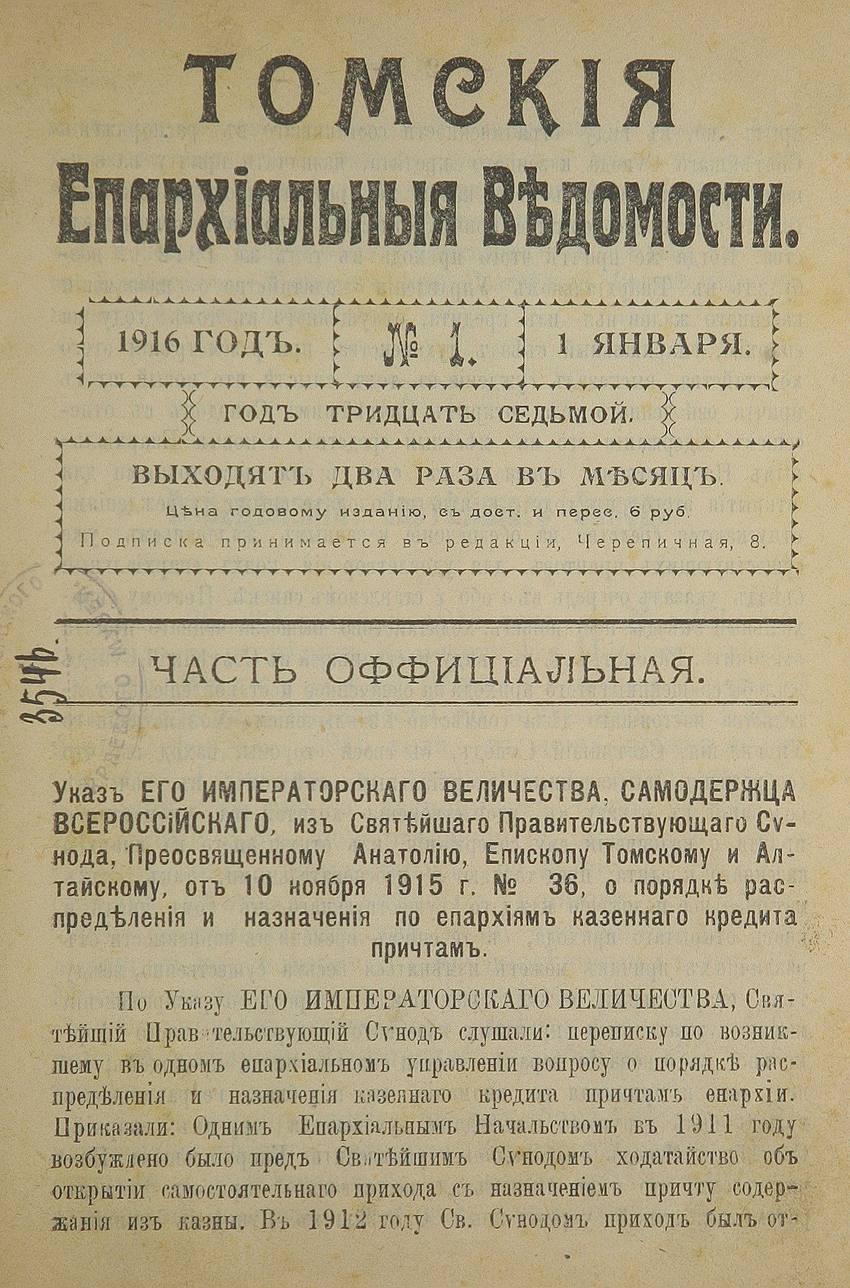 ТОМСКІЯ
Епархіальныя Вѣдомости.
1916 ГОДЪ. № 1. 1 ЯНВАРЯ.
ГОДЪ ТРИДЦАТЬ СЕДЬМОЙ.
ВЫХОДЯТЪ ДВА РАЗА ВЪ МѢСЯЦЪ.
Цѣна годовому изданію, съ дост. и перес. 6 руб.
Подписка принимается въ редакціи, Черепичная, 8.
354 Ѣ.
ЧАСТЬ ОФФИЦІАЛЬНАЯ.
Указъ ЕГО ИМПЕРАТОРСКАГО ВЕЛИЧЕСТВА, САМОДЕРЖЦА
ВСЕРОССІЙСКАГО, изъ Святѣйшаго Правительствующаго Сѵ-
нода, Преосвященному Анатолію, Епископу Томскому и Ал-
тайскому, отъ 10 ноября 1915 г. № 36, о порядкѣ рас-
предѣленія и назначенія по епархіямъ казеннаго кредита
причтамъ.
По Указу ЕГО ИМПЕРАТОРСКАГО ВЕЛИЧЕСТВА, Свя-
тѣйшій Правительствующій Сѵнодъ слушали: переписку по возник-
шему въ одномъ епархіальномъ управленіи вопросу о порядкѣ рас-
предѣленія и назначенія казеннаго кредита причтамъ епархіи.
Приказали: Однимъ Епархіальнымъ Начальствомъ въ 1911 году
возбуждено было предъ Святѣйшимъ Сѵнодомъ ходатайство объ
открытіи самостоятельнаго прихода съ назначеніемъ причту содер-
жанія изъ казны. Въ 1912 году Св. Сѵнодомъ приходъ былъ от-